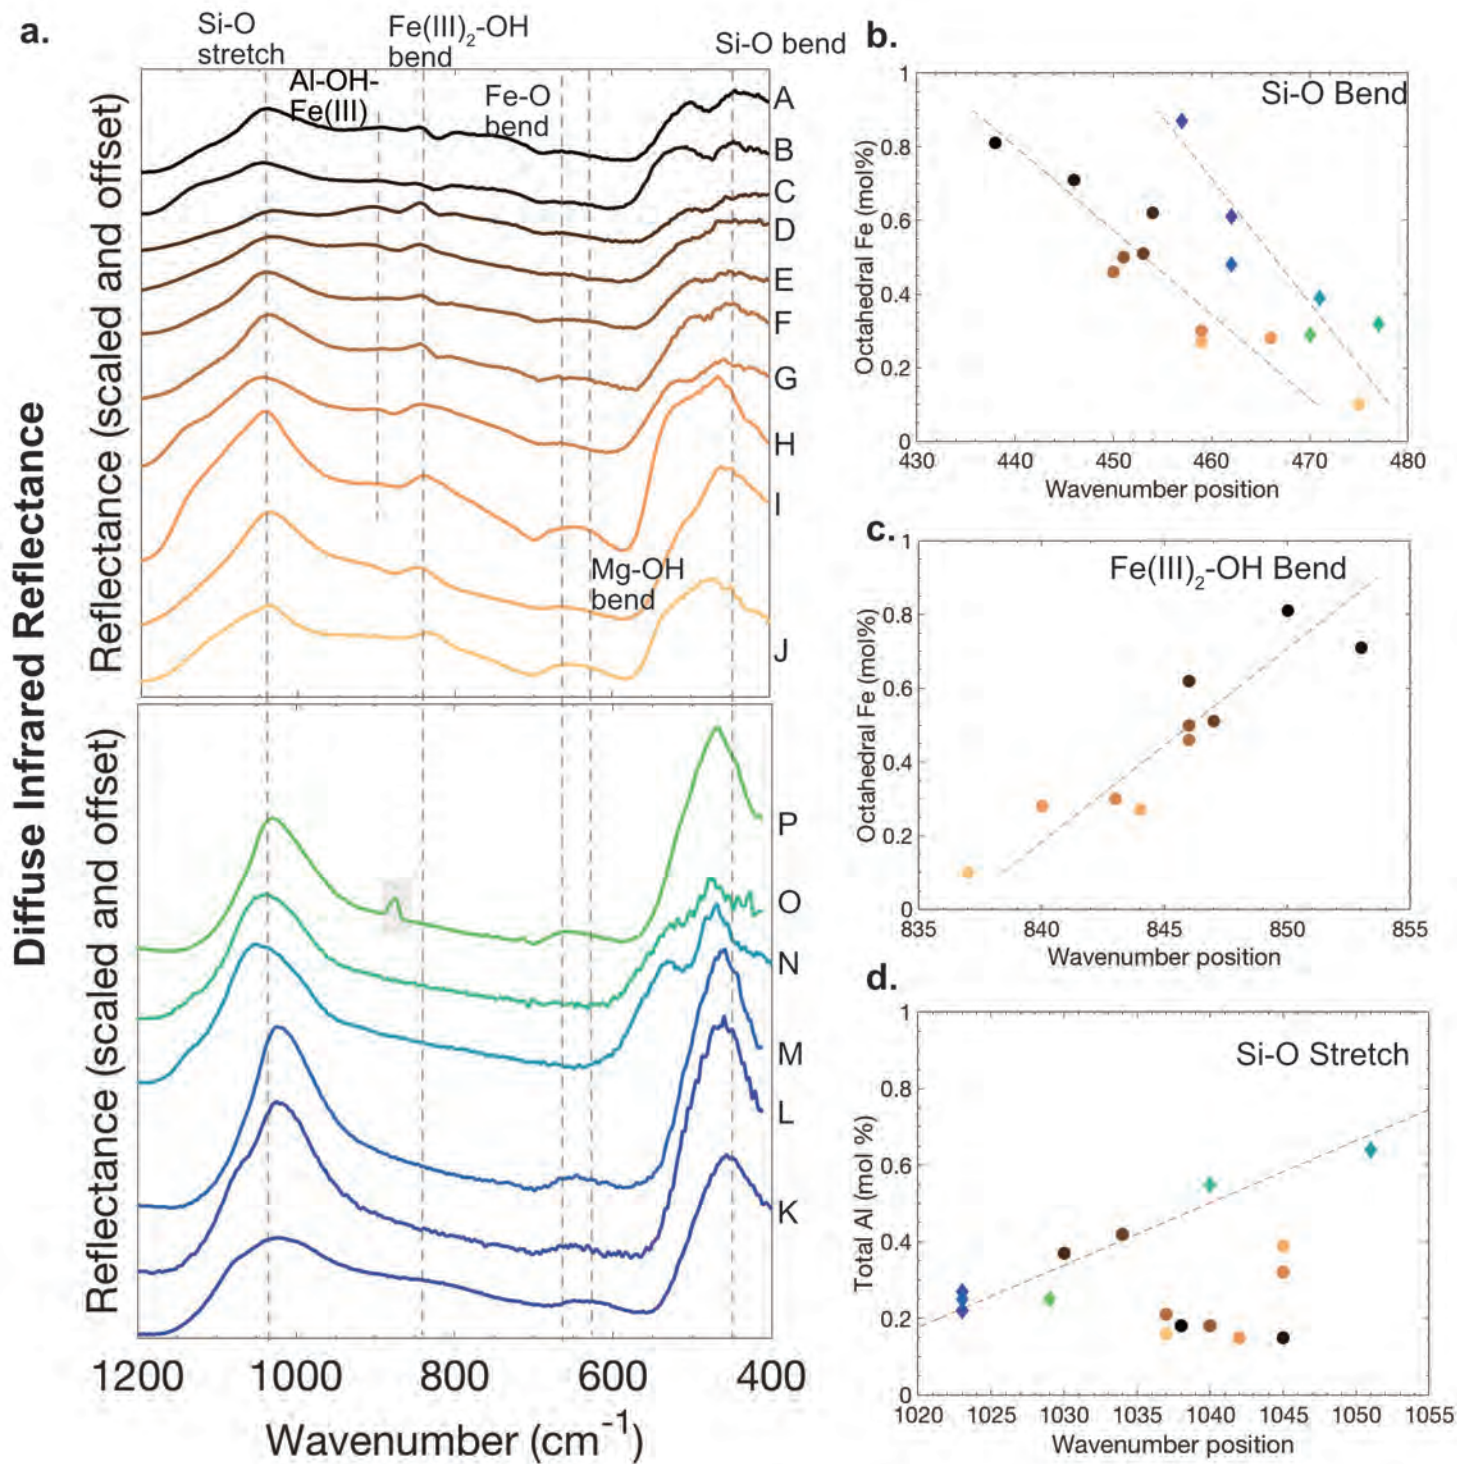 a.
Diffuse Infrared Reflectance
Reflectance (scaled and offset)
Si-O
stretch
Al-OH-
Fe(III)
Fe(III)₂-OH
bend
Fe-O
bend
Si-O bend
Mg-OH
bend
A
B
C
D
E
F
G
H
I
J
Reflectance (scaled and offset)
P
O
N
M
L
K
1200 1000 800 600 400
Wavenumber (cm⁻¹)
b.
Si-O Bend
Octahedral Fe (mol%)
1
0.8
0.6
0.4
0.2
0
430 440 450 460 470 480
Wavenumber position
c.
Fe(III)₂-OH Bend
Octahedral Fe (mol%)
1
0.8
0.6
0.4
0.2
0
835 840 845 850 855
Wavenumber position
d.
Si-O Stretch
Total Al (mol %)
1
0.8
0.6
0.4
0.2
0
1020 1025 1030 1035 1040 1045 1050 1055
Wavenumber position